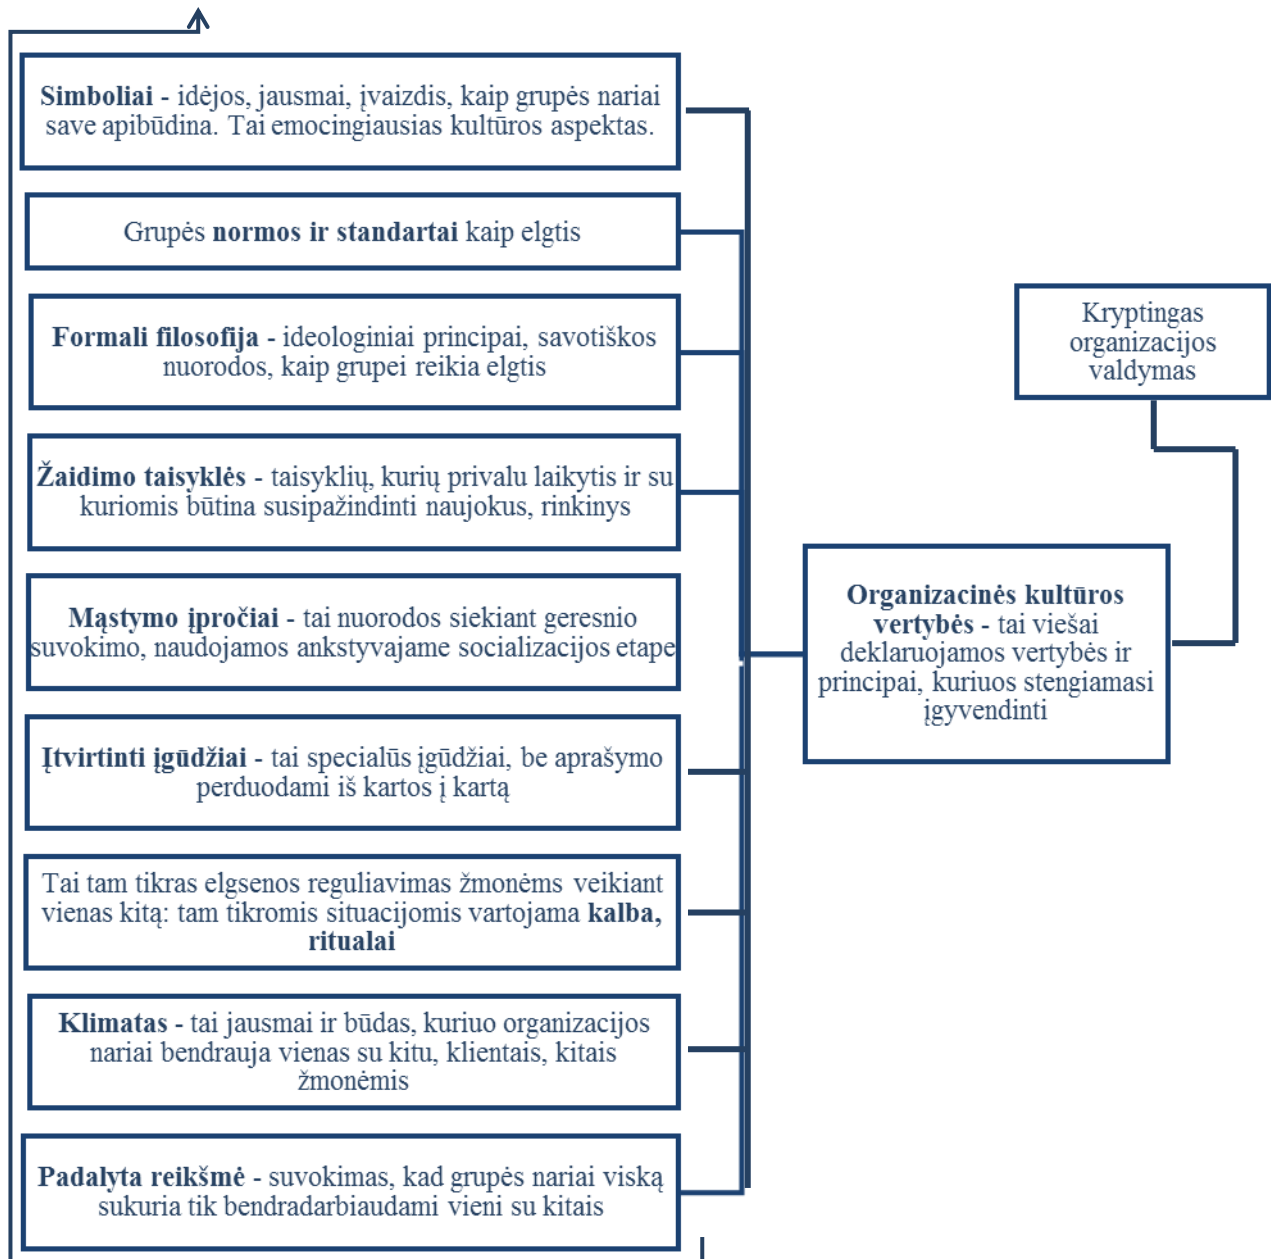 Simboliai - idėjos, jausmai, įvaizdis, kaip grupės nariai
save apibūdina. Tai emocingiausias kultūros aspektas.
Grupės normos ir standartai kaip elgtis
Formali filosofija - ideologiniai principai, savotiškos
nuorodos, kaip grupei reikia elgtis
Žaidimo taisyklės - taisyklių, kurių privalu laikytis ir su
kuriomis būtina susipažindinti naujokus, rinkinys
Mąstymo įpročiai - tai nuorodos siekiant geresnio
suvokimo, naudojamos ankstyvajame socializacijos etape
Įtvirtinti įgūdžiai - tai specialūs įgūdžiai, be aprašymo
perduodami iš kartos į kartą
Tai tam tikras elgsenos reguliavimas žmonėms veikiant
vienas kitą: tam tikromis situacijomis vartojama kalba,
ritualai
Klimatas - tai jausmai ir būdas, kuriuo organizacijos
nariai bendrauja vienas su kitu, klientais, kitais
žmonėmis
Padalyta reikšmė - suvokimas, kad grupės nariai viską
sukuria tik bendradarbiaudami vieni su kitais
Kryptingas
organizacijos
valdymas
Organizacinės kultūros
vertybės - tai viešai
deklaruojamos vertybės ir
principai, kuriuos stengiamasi
įgyvendinti